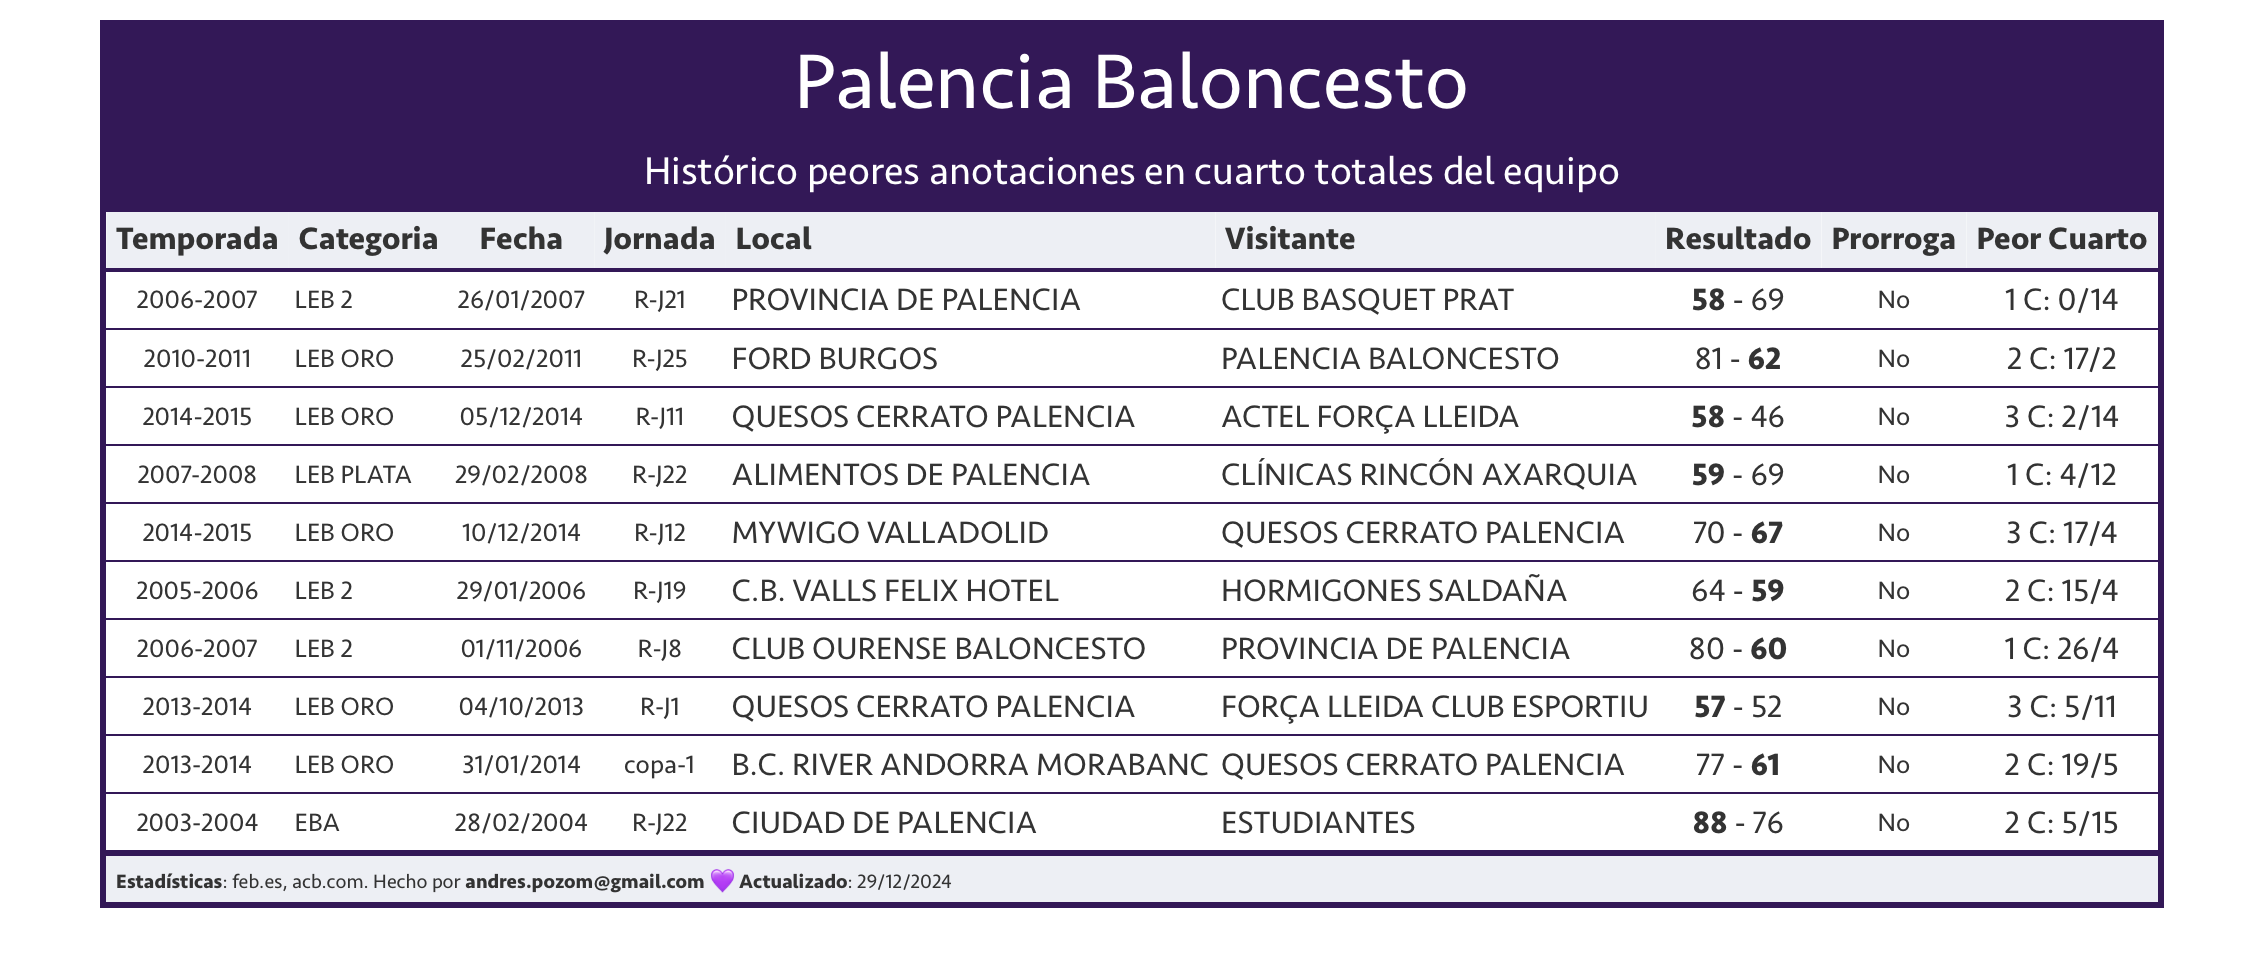 Palencia Baloncesto
Histórico peores anotaciones en cuarto totales del equipo
Temporada Categoria Fecha Jornada Local Visitante Resultado Prorroga Peor Cuarto
2006-2007 LEB 2 26/01/2007 R-J21 PROVINCIA DE PALENCIA CLUB BASQUET PRAT 58 - 69 No 1 C: 0/14
2010-2011 LEB ORO 25/02/2011 R-J25 FORD BURGOS PALENCIA BALONCESTO 81 - 62 No 2 C: 17/2
2014-2015 LEB ORO 05/12/2014 R-J11 QUESOS CERRATO PALENCIA ACTEL FORÇA LLEIDA 58 - 46 No 3 C: 2/14
2007-2008 LEB PLATA 29/02/2008 R-J22 ALIMENTOS DE PALENCIA CLÍNICAS RINCÓN AXARQUIA 59 - 69 No 1 C: 4/12
2014-2015 LEB ORO 10/12/2014 R-J12 MYWIGO VALLADOLID QUESOS CERRATO PALENCIA 70 - 67 No 3 C: 17/4
2005-2006 LEB 2 29/01/2006 R-J19 C.B. VALLS FELIX HOTEL HORMIGONES SALDAÑA 64 - 59 No 2 C: 15/4
2006-2007 LEB 2 01/11/2006 R-J8 CLUB OURENSE BALONCESTO PROVINCIA DE PALENCIA 80 - 60 No 1 C: 26/4
2013-2014 LEB ORO 04/10/2013 R-J1 QUESOS CERRATO PALENCIA FORÇA LLEIDA CLUB ESPORTIU 57 - 52 No 3 C: 5/11
2013-2014 LEB ORO 31/01/2014 copa-1 B.C. RIVER ANDORRA MORABANC QUESOS CERRATO PALENCIA 77 - 61 No 2 C: 19/5
2003-2004 EBA 28/02/2004 R-J22 CIUDAD DE PALENCIA ESTUDIANTES 88 - 76 No 2 C: 5/15
Estadísticas: feb.es, acb.com. Hecho por andres.pozom@gmail.com 💜 Actualizado: 29/12/2024